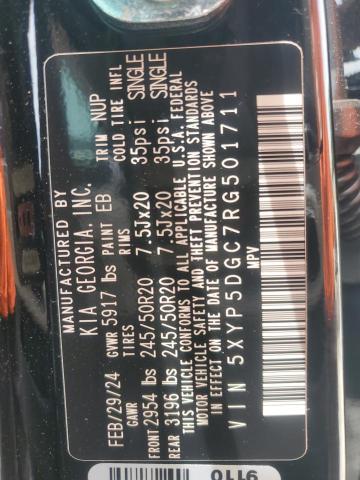 MANUFACTURED BY
KIA GEORGIA, INC.
FEB/29/24 GVWR 5917 lbs PAINT EB TRIM NUP
GAWR TIRES RIMS COLD TIRE INFL
FRONT 2954 lbs 245/50R20 7.5Jx20 35psi SINGLE
REAR 3196 lbs 245/50R20 7.5Jx20 35psi SINGLE
THIS VEHICLE CONFORMS TO ALL APPLICABLE U.S.A. FEDERAL
MOTOR VEHICLE SAFETY AND THEFT PREVENTION STANDARDS
IN EFFECT ON THE DATE OF MANUFACTURE SHOWN ABOVE
VIN 5XYP5DGC7RG501711
MPV
9110